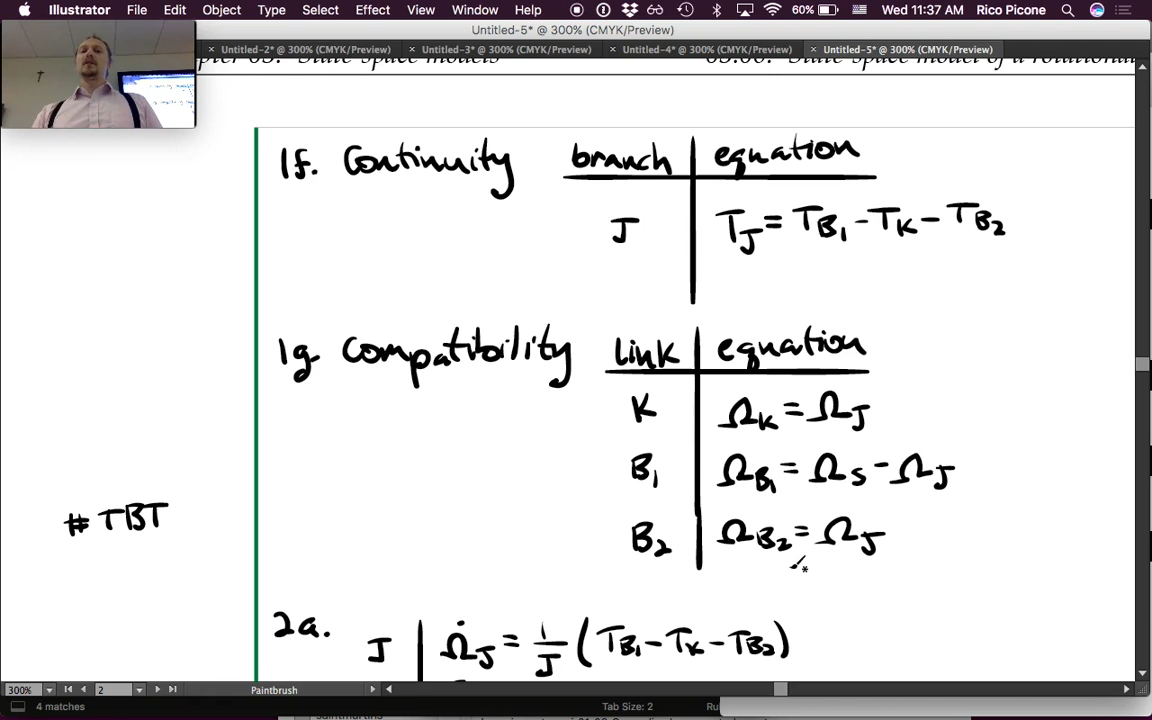 Illustrator File Edit Object Type Select Effect View Window Help 60% Wed 11:37 AM Rico Picone
Untitled-5* @ 300% (CMYK/Preview)
Untitled-2* @ 300% (CMYK/Preview) Untitled-3* @ 300% (CMYK/Preview) Untitled-4* @ 300% (CMYK/Preview) Untitled-5* @ 300% (CMYK/Preview)
1f. Continuity branch equation
J T_J = T_B₁ - T_K - T_B₂
1g. Compatibility link equation
K Ω_K = Ω_J
B₁ Ω_B₁ = Ω_S - Ω_J
#TBT
B₂ Ω_B₂ = Ω_J
2a. J Ω̇_J = 1/J (T_B₁ - T_K - T_B₂)
300% 2 Paintbrush
4 matches Tab Size: 2